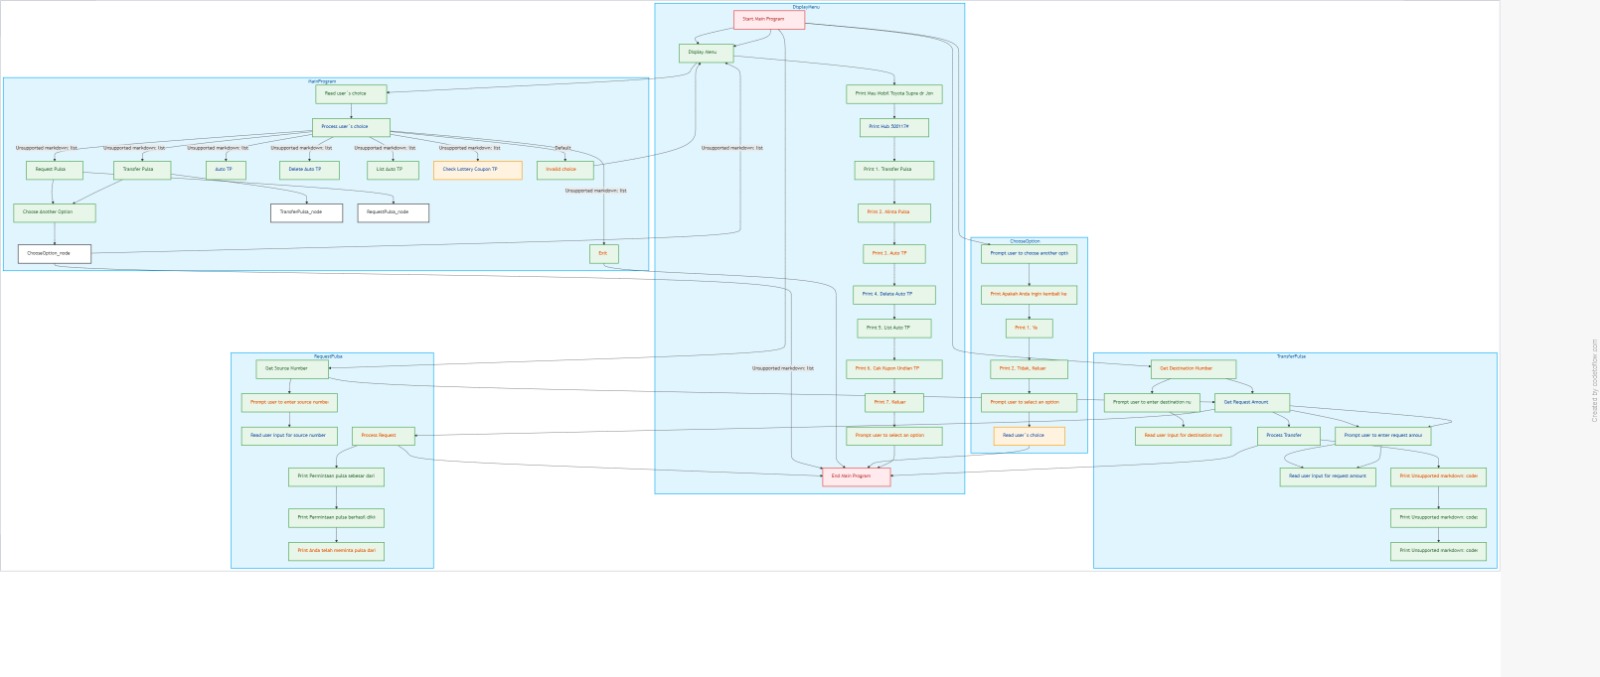 DisplayMenu
Start Main Program
Display Menu
MainProgram
Read user's choice
Print Mau Mobil Toyota Supra dr Jon
Process user's choice
Unsupported markdown: list
Unsupported markdown: list
Unsupported markdown: list
Unsupported markdown: list
Unsupported markdown: list
Unsupported markdown: list
Default
Unsupported markdown: list
Request Pulsa
Transfer Pulsa
Auto TP
Delete Auto TP
List Auto TP
Check Lottery Coupon TP
Invalid choice
Print 1. Transfer Pulsa
Unsupported markdown: list
Choose another Option
TransferPulsa_node
RequestPulsa_node
Print 2. Minta Pulsa
ChooseOption_node
Exit
Print 3. Auto TP
ChooseOption
Prompt user to choose another opti
Print 4. Delete Auto TP
Print Apakah Anda ingin kembali ke
Print 5. List Auto TP
Print 1. Ya
RequestPulsa
TransferPulsa
Get Source Number
Unsupported markdown: list
Print 6. Cek Kupon Undian TP
Print 2. Tidak, Keluar
Get Destination Number
Prompt user to enter source number
Print 7. Keluar
Prompt user to select an option
Prompt user to enter destination nu
Get Request Amount
Read user input for source number
Process Request
Prompt user to select an option
Read user's choice
Read user input for destination num
Process Transfer
Prompt user to enter request amou
Print Permintaan pulsa sebesar dari
End Main Program
Read user input for request amount
Print Unsupported markdown: codes
Print Permintaan pulsa berhasil diki
Print Unsupported markdown: codes
Print Anda telah meminta pulsa dari
Print Unsupported markdown: codes
Created by codetoflow.com